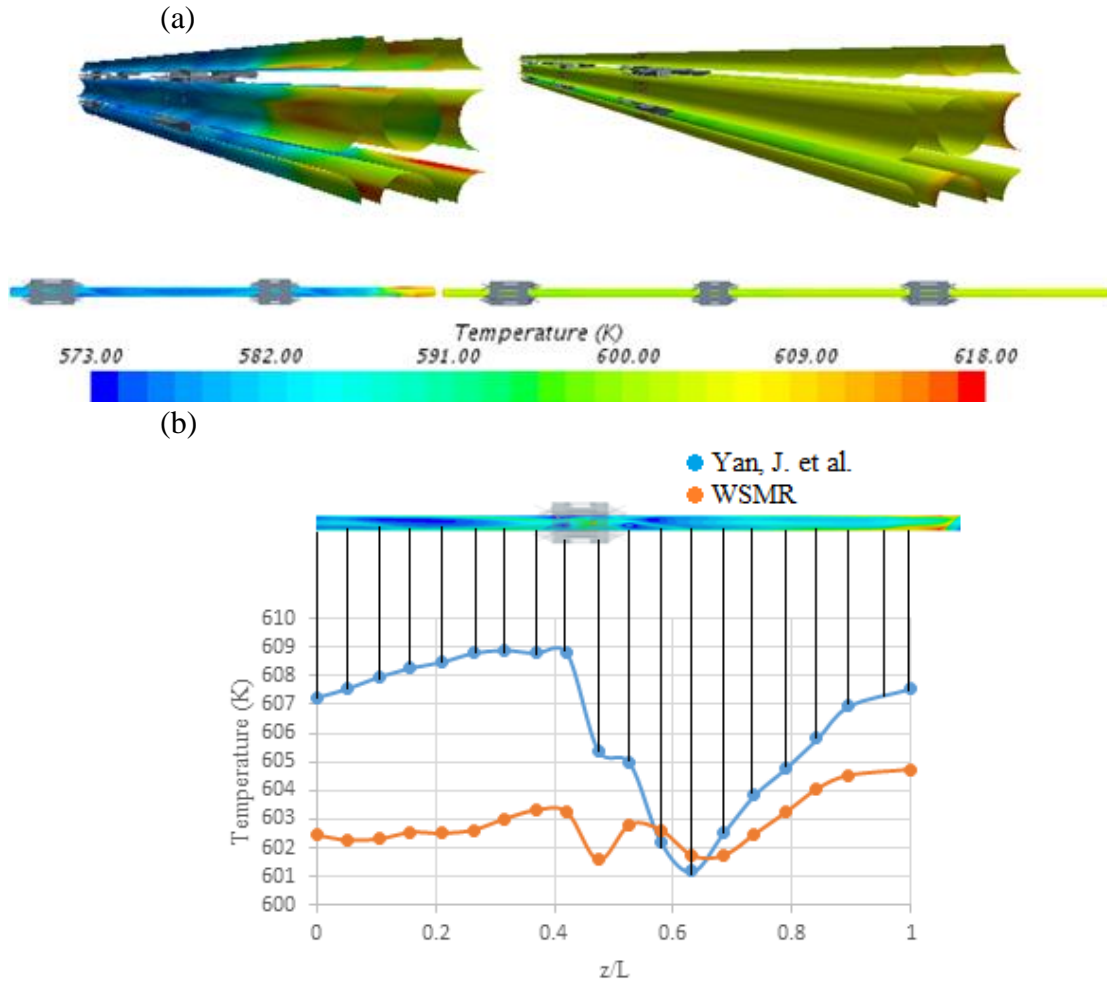 (a)
Temperature (K)
573.00 582.00 591.00 600.00 609.00 618.00
(b)
Yan, J. et al.
WSMR
610
609
608
607
606
605
604
603
602
601
600
Temperature (K)
0 0.2 0.4 0.6 0.8 1
z/L